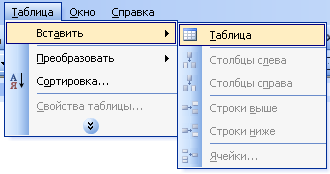 Таблица Окно Справка
Вставить
Преобразовать
Сортировка...
Свойства таблицы...
Таблица
Столбцы слева
Столбцы справа
Строки выше
Строки ниже
Ячейки...